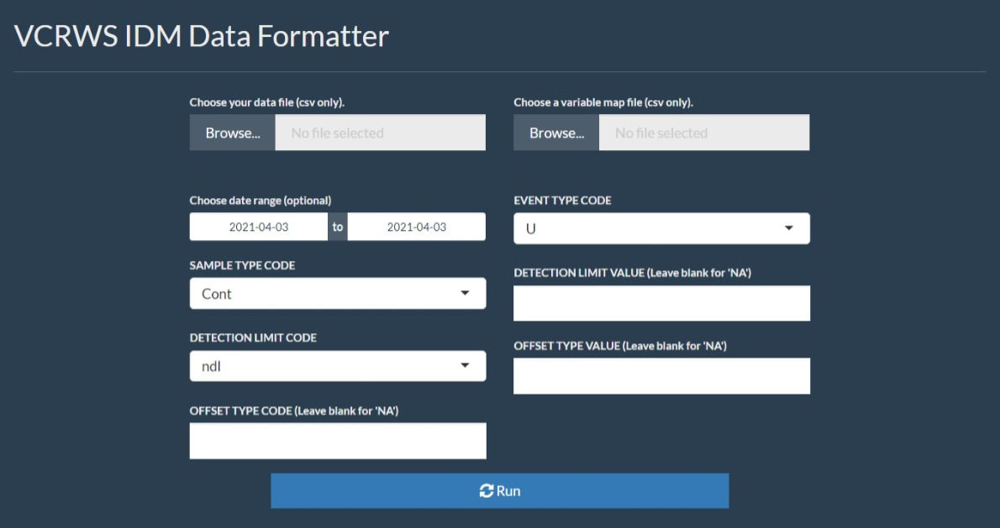 VCRWS IDM Data Formatter
Choose your data file (csv only).
Choose a variable map file (csv only).
Browse... No file selected
Browse... No file selected
Choose date range (optional)
EVENT TYPE CODE
2021-04-03 to 2021-04-03
U
SAMPLE TYPE CODE
DETECTION LIMIT VALUE (Leave blank for 'NA')
Cont
DETECTION LIMIT CODE
OFFSET TYPE VALUE (Leave blank for 'NA')
ndl
OFFSET TYPE CODE (Leave blank for 'NA')
Run